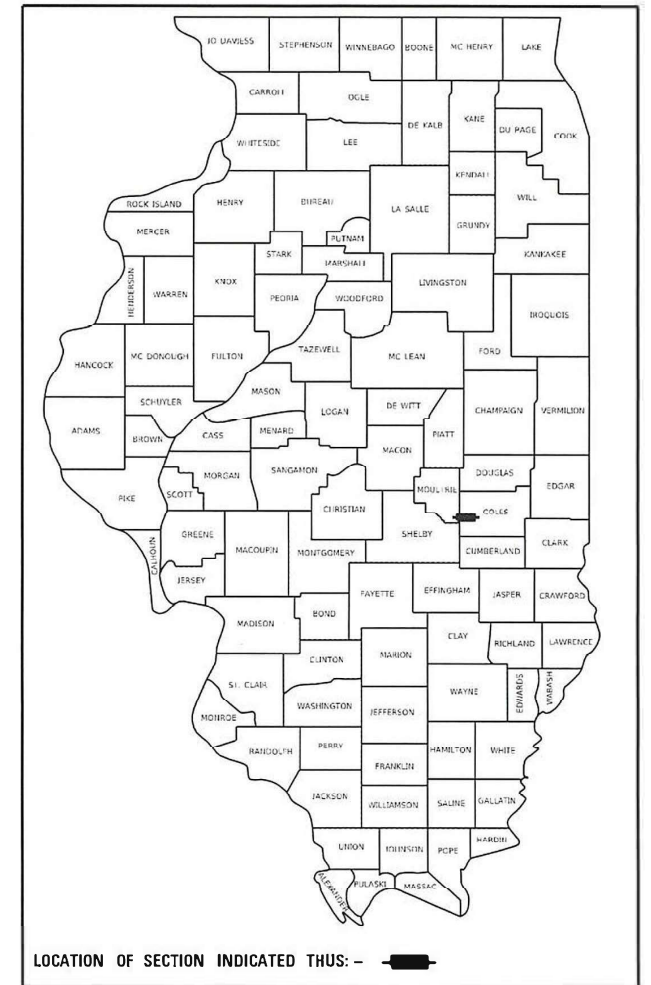 JO DAVIESS STEPHENSON WINNEBAGO BOONE MC HENRY LAKE
CARROLL OGLE DE KALB KANE DU PAGE COOK
WHITESIDE LEE
KENDALL WILL
ROCK ISLAND HENRY BUREAU LA SALLE GRUNDY
MERCER PUTNAM
STARK MARSHALL KANKAKEE
HENDERSON WARREN KNOX PEORIA WOODFORD LIVINGSTON IROQUOIS
HANCOCK MC DONOUGH FULTON TAZEWELL MC LEAN FORD
MASON
SCHUYLER LOGAN DE WITT CHAMPAIGN VERMILION
ADAMS BROWN CASS MENARD PIATT
MACON
MORGAN SANGAMON DOUGLAS
PIKE SCOTT MOULTRIE EDGAR
CHRISTIAN COLES
GREENE SHELBY
CALHOUN MACOUPIN MONTGOMERY CUMBERLAND CLARK
JERSEY FAYETTE EFFINGHAM JASPER CRAWFORD
MADISON BOND
CLAY RICHLAND LAWRENCE
CLINTON MARION
ST. CLAIR WAYNE EDWARDS WABASH
WASHINGTON JEFFERSON
MONROE
RANDOLPH PERRY HAMILTON WHITE
FRANKLIN
JACKSON WILLIAMSON SALINE GALLATIN
UNION JOHNSON POPE HARDIN
ALEXANDER PULASKI MASSAC
LOCATION OF SECTION INDICATED THUS: –